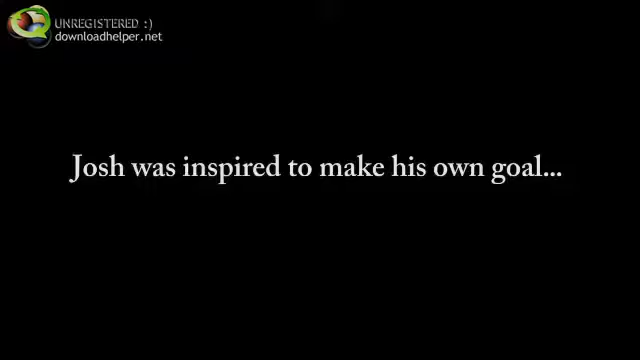 UNREGISTERED :)
downloadhelper.net
Josh was inspired to make his own goal...